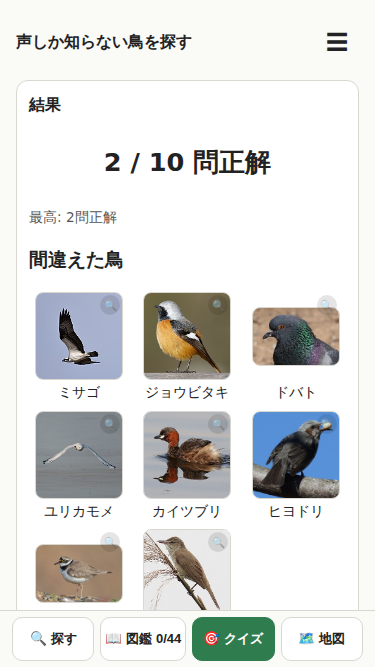 声しか知らない鳥を探す
結果
2 / 10 問正解
最高: 2問正解
間違えた鳥
ミサゴ
ジョウビタキ
ドバト
ユリカモメ
カイツブリ
ヒヨドリ
探す
図鑑 0/44
クイズ
地図